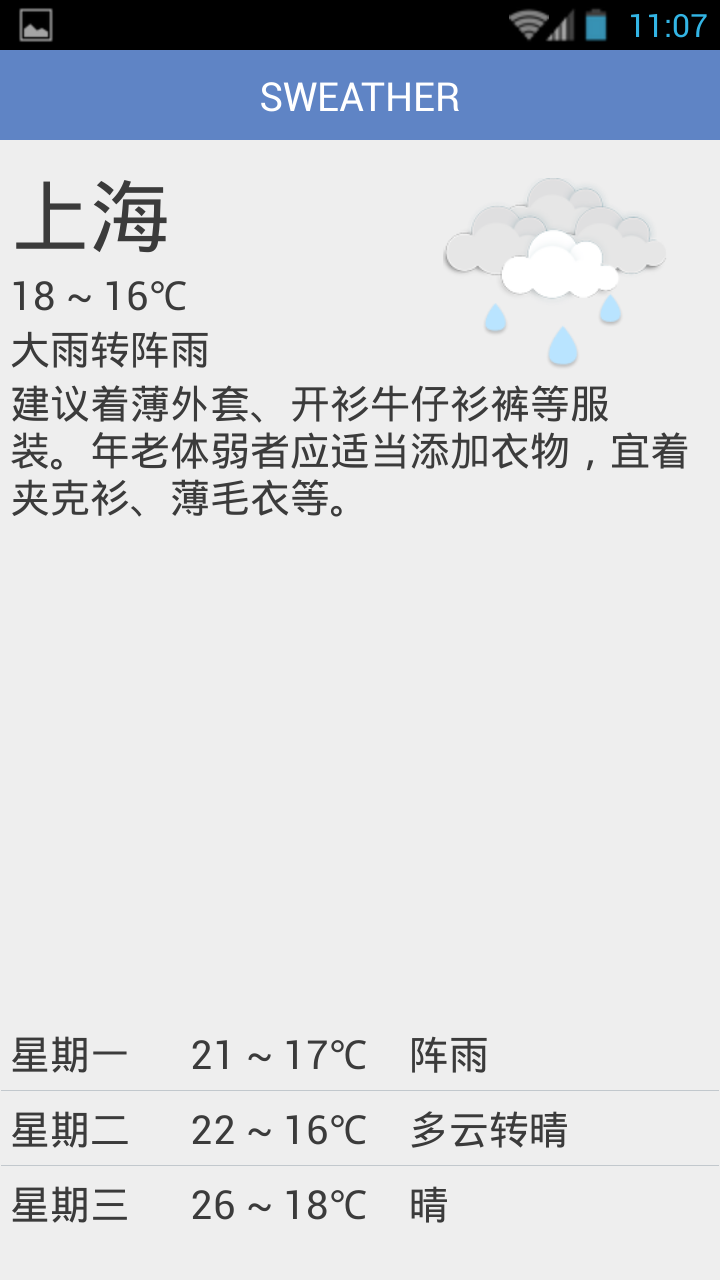 11:07
SWEATHER
上海
18 ~ 16℃
大雨转阵雨
建议着薄外套、开衫牛仔衫裤等服
装。年老体弱者应适当添加衣物，宜着
夹克衫、薄毛衣等。
星期一 21 ~ 17℃ 阵雨
星期二 22 ~ 16℃ 多云转晴
星期三 26 ~ 18℃ 晴